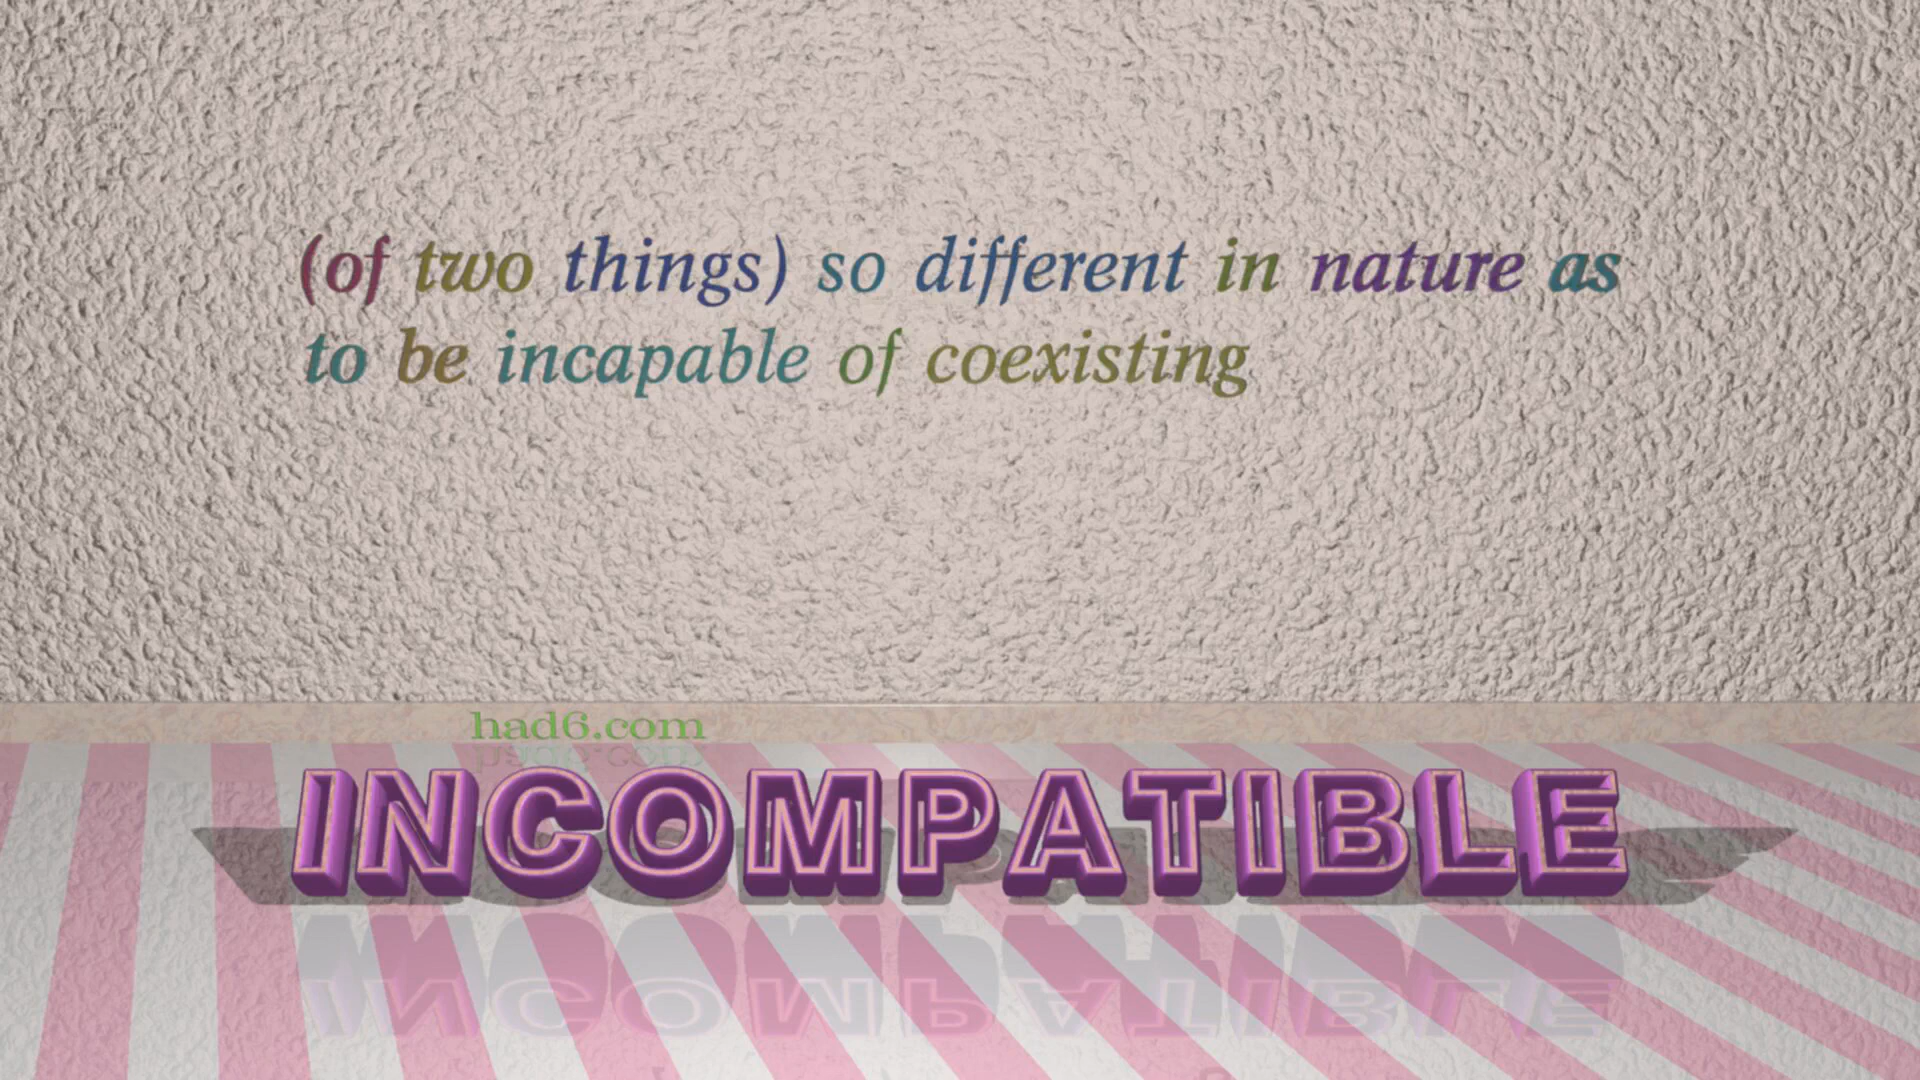 (of two things) so different in nature as
to be incapable of coexisting
had6.com
INCOMPATIBLE